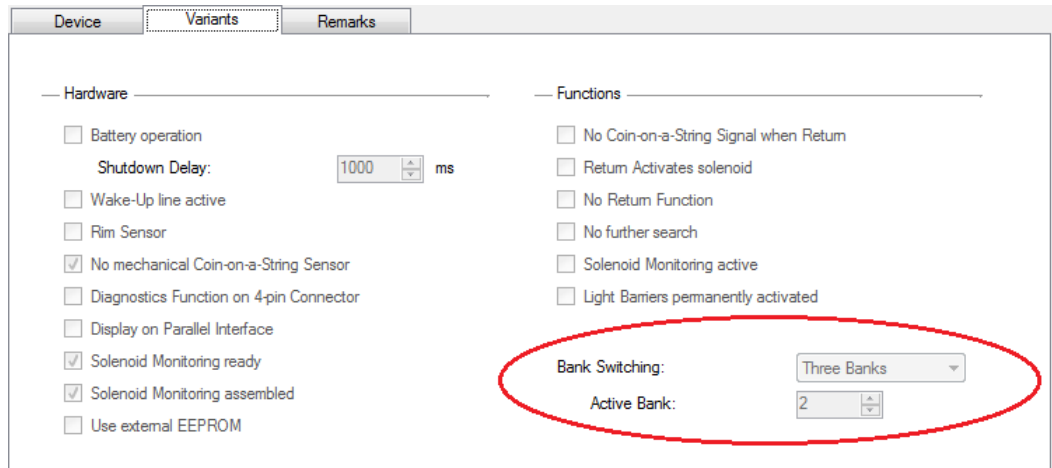 Device Variants Remarks
Hardware
Battery operation
Shutdown Delay: 1000 ms
Wake-Up line active
Rim Sensor
No mechanical Coin-on-a-String Sensor
Diagnostics Function on 4-pin Connector
Display on Parallel Interface
Solenoid Monitoring ready
Solenoid Monitoring assembled
Use external EEPROM
Functions
No Coin-on-a-String Signal when Return
Return Activates solenoid
No Return Function
No further search
Solenoid Monitoring active
Light Barriers permanently activated
Bank Switching: Three Banks
Active Bank: 2